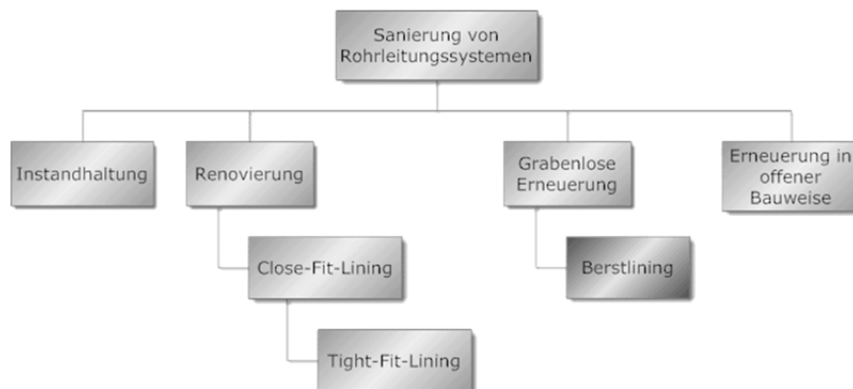 Sanierung von
Rohrleitungssystemen
Instandhaltung
Renovierung
Grabenlose
Erneuerung
Erneuerung in
offener
Bauweise
Close-Fit-Lining
Berstlining
Tight-Fit-Lining